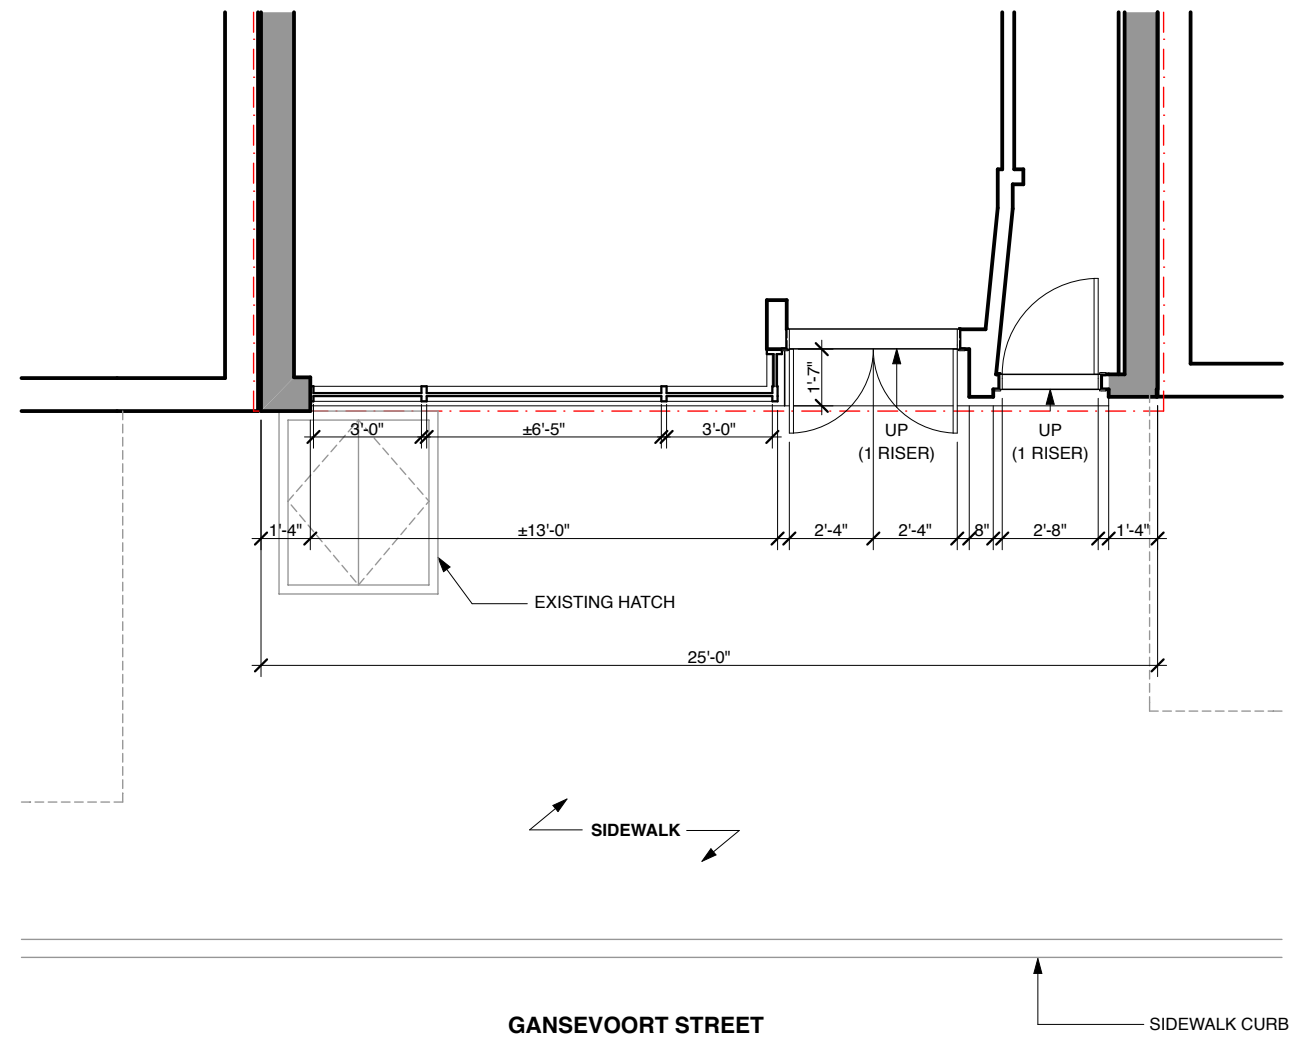 1'-7"
3'-0"
±6'-5"
3'-0"
UP
(1 RISER)
UP
(1 RISER)
1'-4"
±13'-0"
2'-4"
2'-4"
8"
2'-8"
1'-4"
EXISTING HATCH
25'-0"
SIDEWALK
GANSEVOORT STREET
SIDEWALK CURB